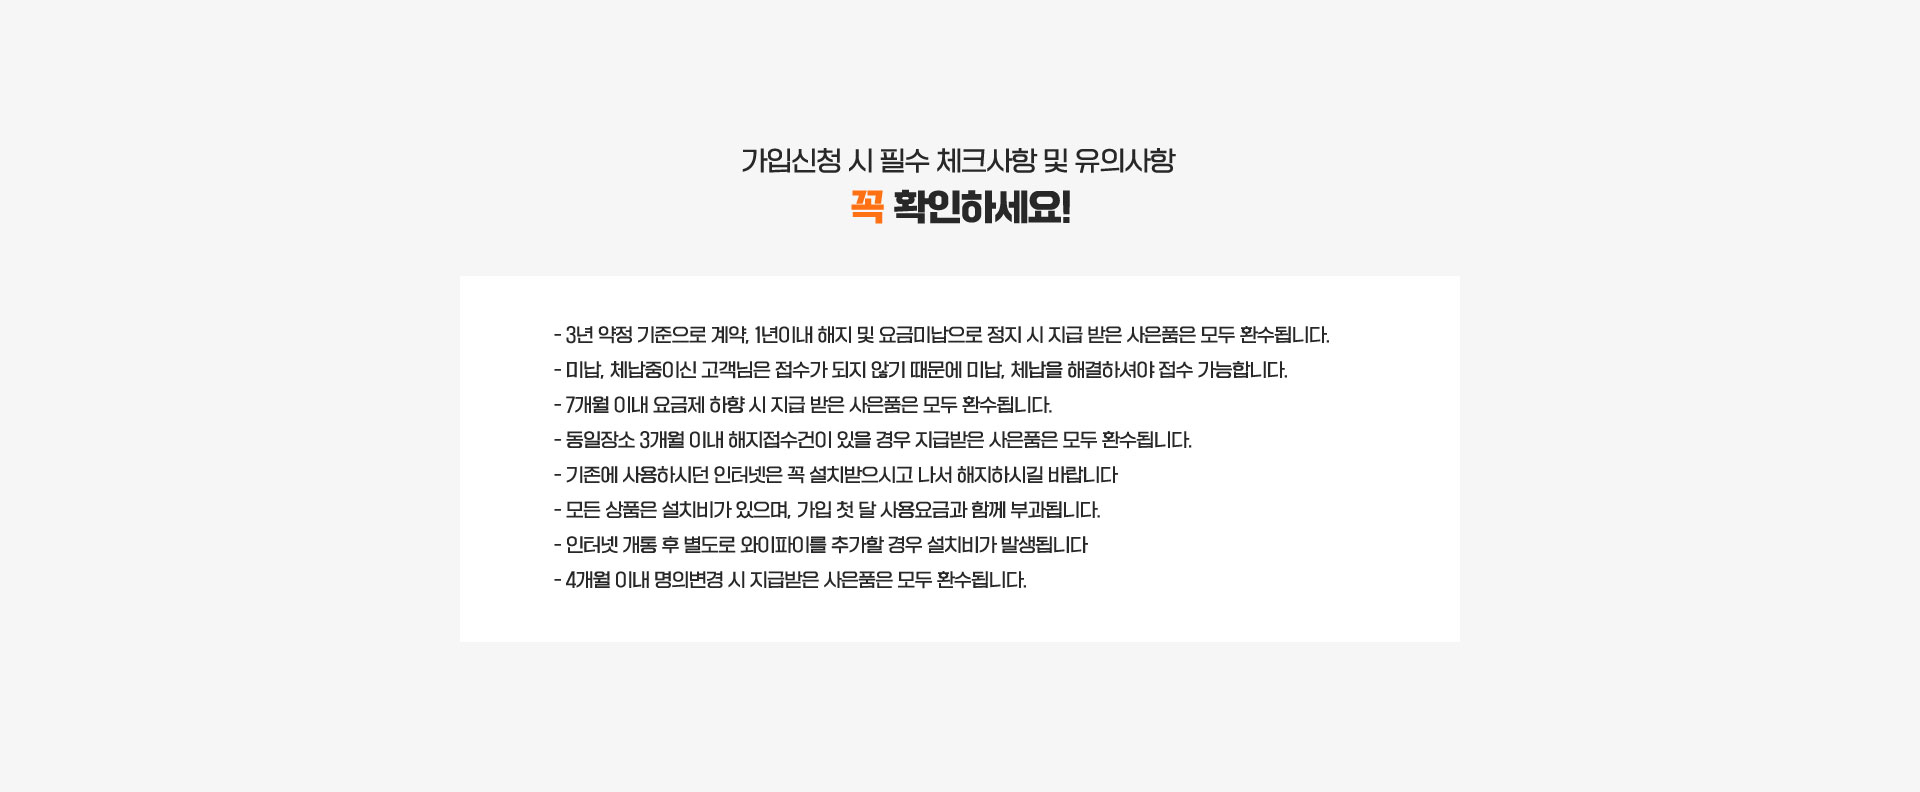 가입신청 시 필수 체크사항 및 유의사항
꼭 확인하세요!
- 3년 약정 기준으로 계약, 1년이내 해지 및 요금미납으로 정지 시 지급 받은 사은품은 모두 환수됩니다.
- 미납, 체납중이신 고객님은 접수가 되지 않기 때문에 미납, 체납을 해결하셔야 접수 가능합니다.
- 7개월 이내 요금제 하향 시 지급 받은 사은품은 모두 환수됩니다.
- 동일장소 3개월 이내 해지접수건이 있을 경우 지급받은 사은품은 모두 환수됩니다.
- 기존에 사용하시던 인터넷은 꼭 설치받으시고 나서 해지하시길 바랍니다
- 모든 상품은 설치비가 있으며, 가입 첫 달 사용요금과 함께 부과됩니다.
- 인터넷 개통 후 별도로 와이파이를 추가할 경우 설치비가 발생됩니다
- 4개월 이내 명의변경 시 지급받은 사은품은 모두 환수됩니다.